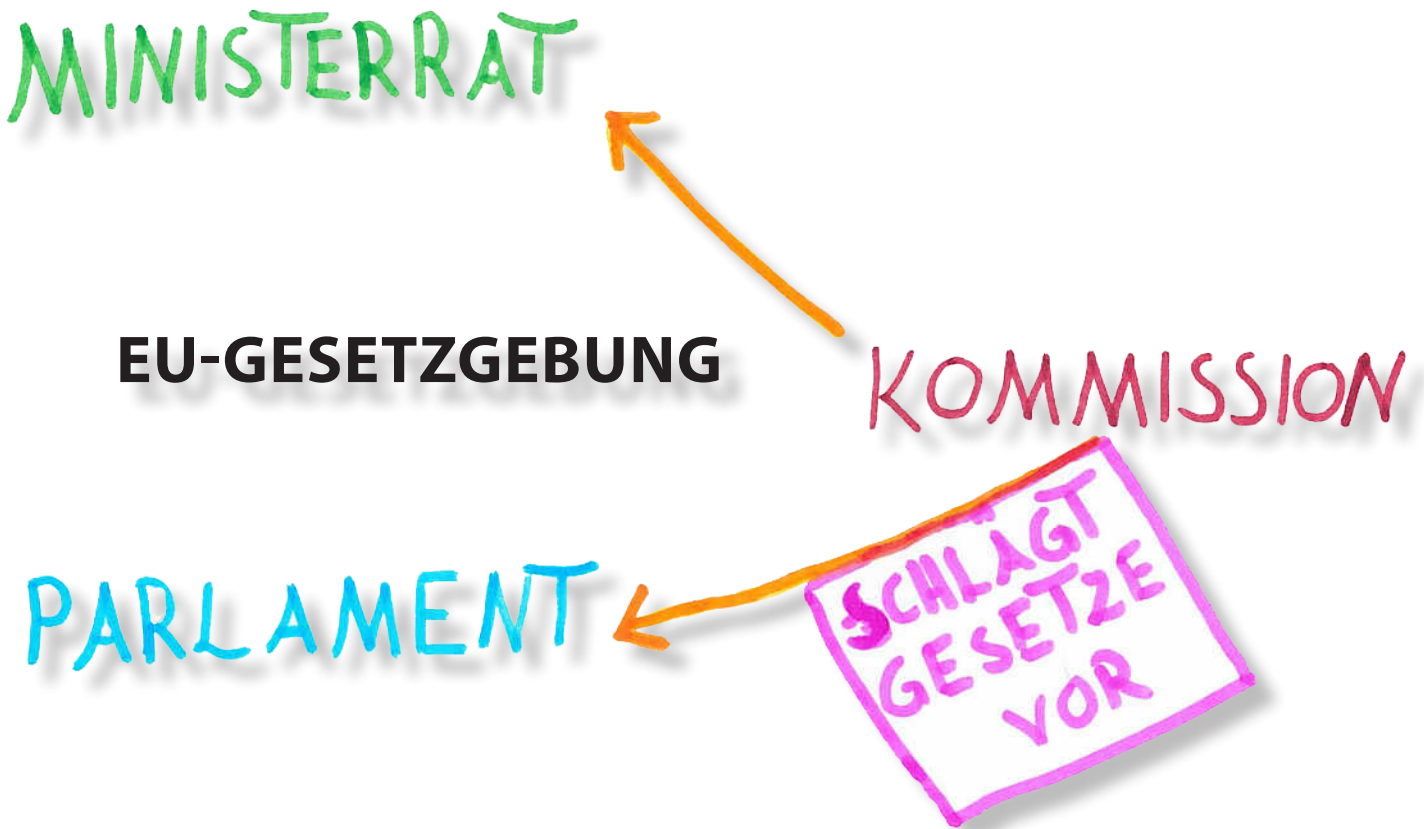 MINISTERRAT
EU-GESETZGEBUNG
KOMMISSION
PARLAMENT
SCHLÄGT
GESETZE
VOR